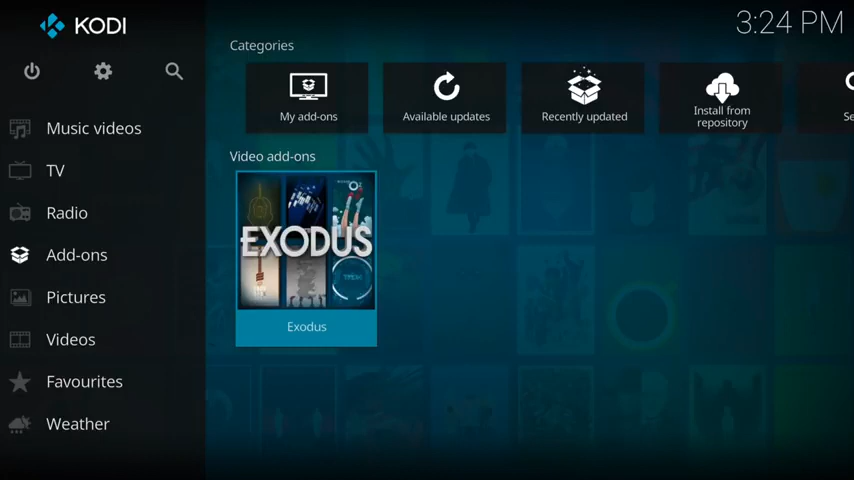 KODI
3:24 PM
Categories
My add-ons
Available updates
Recently updated
Install from
repository
Se
Music videos
TV
Radio
Add-ons
Pictures
Videos
Favourites
Weather
Video add-ons
EXODUS
Exodus